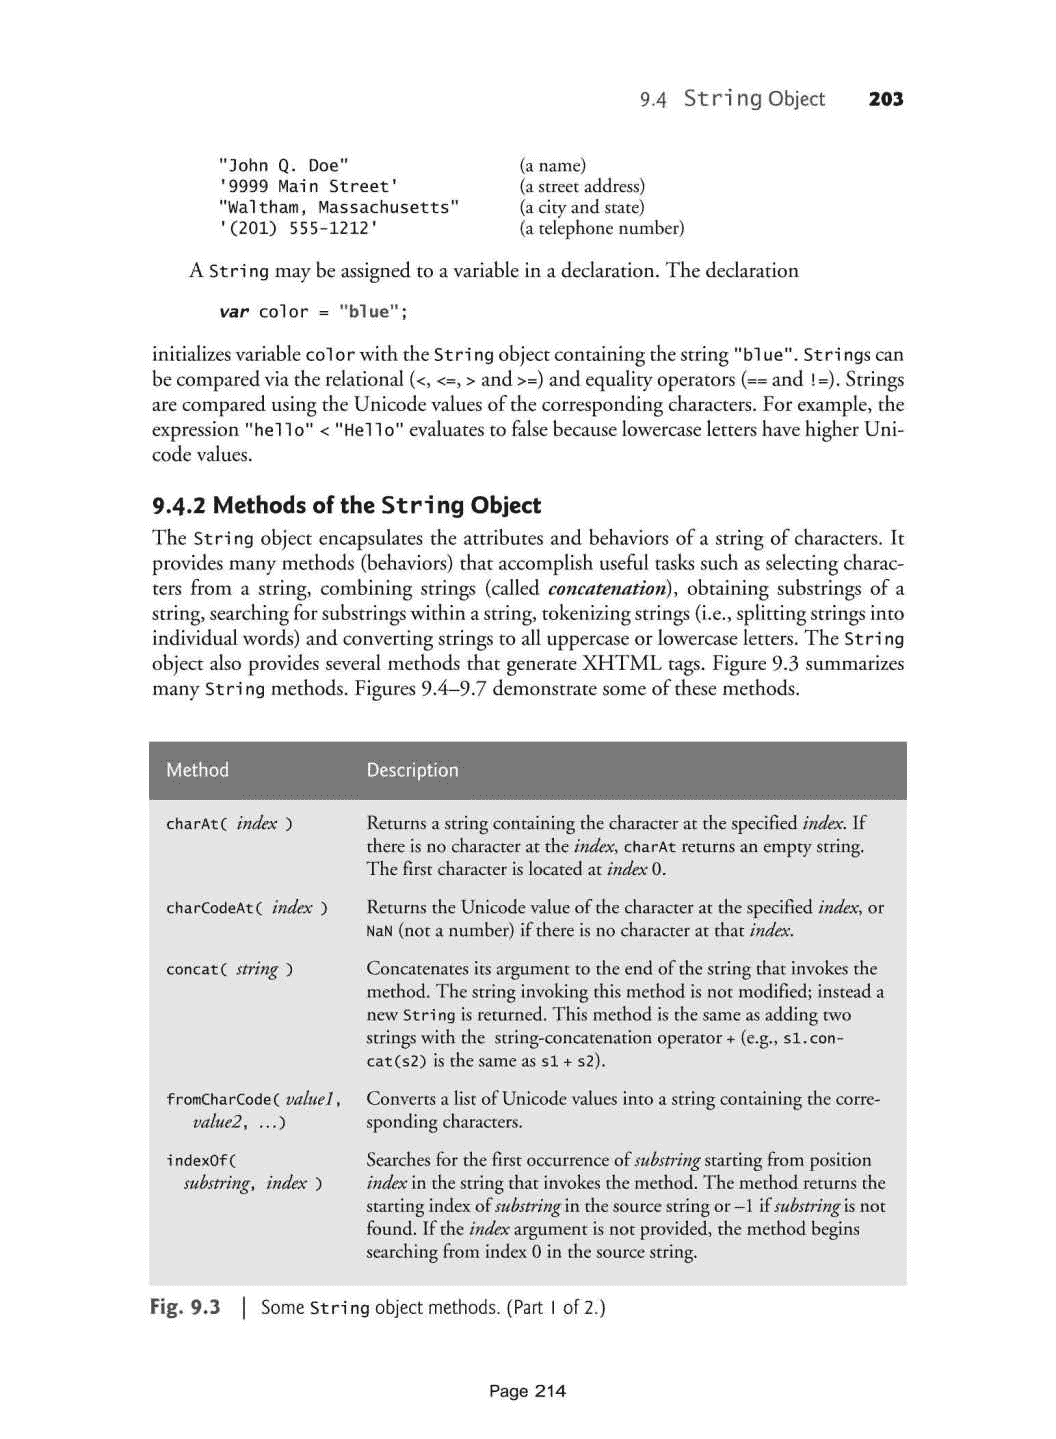 9.4 String Object 203
"John Q. Doe" (a name)
'9999 Main Street' (a street address)
"Waltham, Massachusetts" (a city and state)
'(201) 555-1212' (a telephone number)
A String may be assigned to a variable in a declaration. The declaration
var color = "blue";
initializes variable color with the String object containing the string "blue". Strings can
be compared via the relational (<, <=, > and >=) and equality operators (== and !=). Strings
are compared using the Unicode values of the corresponding characters. For example, the
expression "hello" < "Hello" evaluates to false because lowercase letters have higher Uni-
code values.
9.4.2 Methods of the String Object
The String object encapsulates the attributes and behaviors of a string of characters. It
provides many methods (behaviors) that accomplish useful tasks such as selecting charac-
ters from a string, combining strings (called concatenation), obtaining substrings of a
string, searching for substrings within a string, tokenizing strings (i.e., splitting strings into
individual words) and converting strings to all uppercase or lowercase letters. The String
object also provides several methods that generate XHTML tags. Figure 9.3 summarizes
many String methods. Figures 9.4–9.7 demonstrate some of these methods.
Method Description
charAt( index ) Returns a string containing the character at the specified index. If
there is no character at the index, charAt returns an empty string.
The first character is located at index 0.
charCodeAt( index ) Returns the Unicode value of the character at the specified index, or
NaN (not a number) if there is no character at that index.
concat( string ) Concatenates its argument to the end of the string that invokes the
method. The string invoking this method is not modified; instead a
new String is returned. This method is the same as adding two
strings with the string-concatenation operator + (e.g., s1.con-
cat(s2) is the same as s1 + s2).
fromCharCode( value1, Converts a list of Unicode values into a string containing the corre-
value2, ...) sponding characters.
indexOf( Searches for the first occurrence of substring starting from position
substring, index ) index in the string that invokes the method. The method returns the
starting index of substring in the source string or –1 if substring is not
found. If the index argument is not provided, the method begins
searching from index 0 in the source string.
Fig. 9.3 | Some String object methods. (Part 1 of 2.)
Page 214